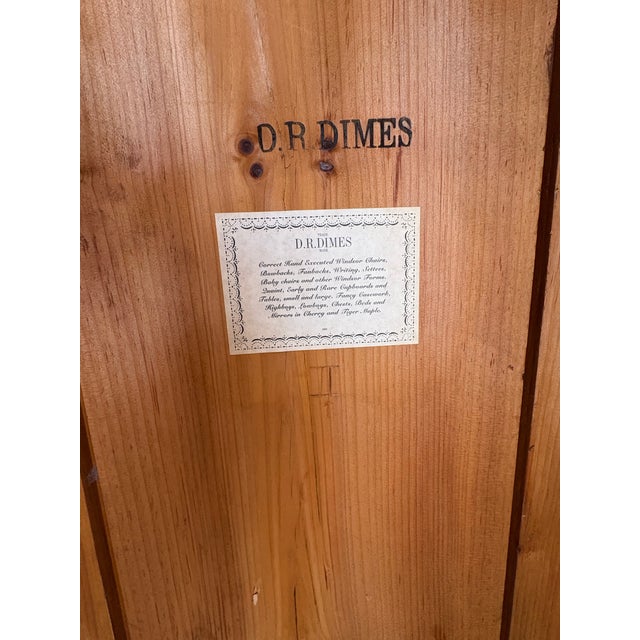 D.R DIMES
TRADE
D.R.DIMES
MARK
Correct Hand Executed Windsor Chairs,
Bowbacks, Fanbacks, Writing, Settees,
Baby chairs and other Windsor Forms.
Quaint, Early and Rare Cupboards and
Tables, small and large. Fancy Casework,
Highboys, Lowboys, Chests, Beds and
Mirrors in Cherry and Tiger Maple.